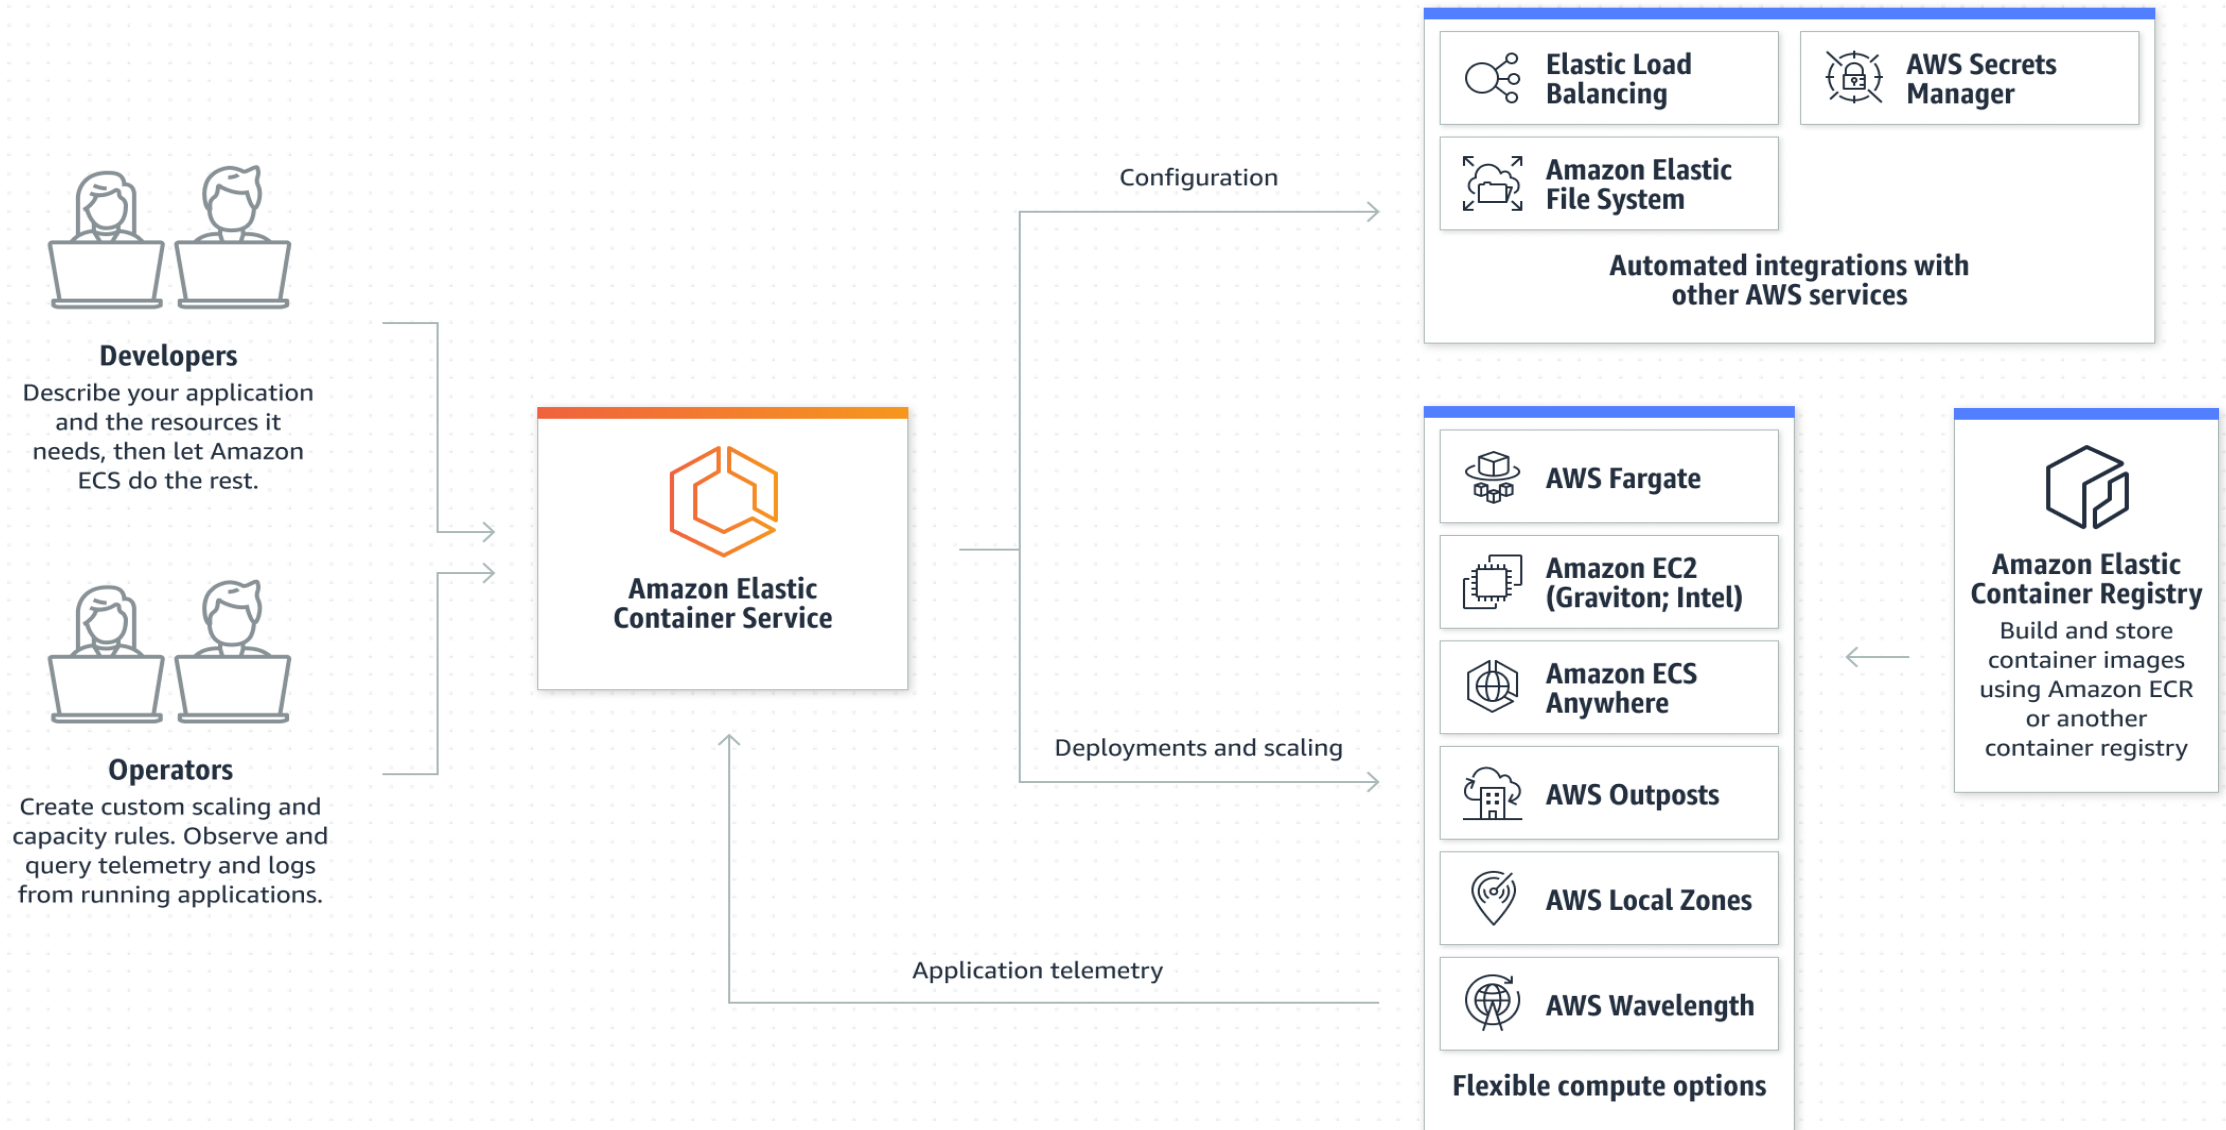 Developers
Describe your application
and the resources it
needs, then let Amazon
ECS do the rest.
Operators
Create custom scaling and
capacity rules. Observe and
query telemetry and logs
from running applications.
Amazon Elastic
Container Service
Configuration
Deployments and scaling
Application telemetry
Elastic Load
Balancing
AWS Secrets
Manager
Amazon Elastic
File System
Automated integrations with
other AWS services
AWS Fargate
Amazon EC2
(Graviton; Intel)
Amazon ECS
Anywhere
AWS Outposts
AWS Local Zones
AWS Wavelength
Flexible compute options
Amazon Elastic
Container Registry
Build and store
container images
using Amazon ECR
or another
container registry